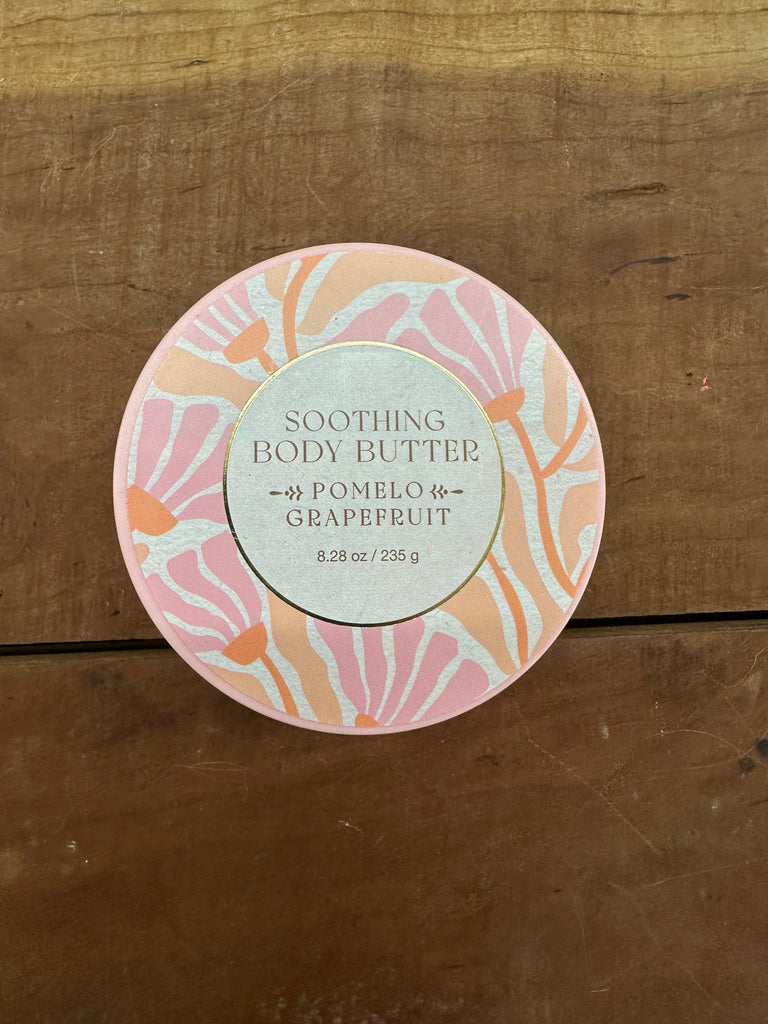 SOOTHING
BODY BUTTER
POMELO
GRAPEFRUIT
8.28 oz / 235 g